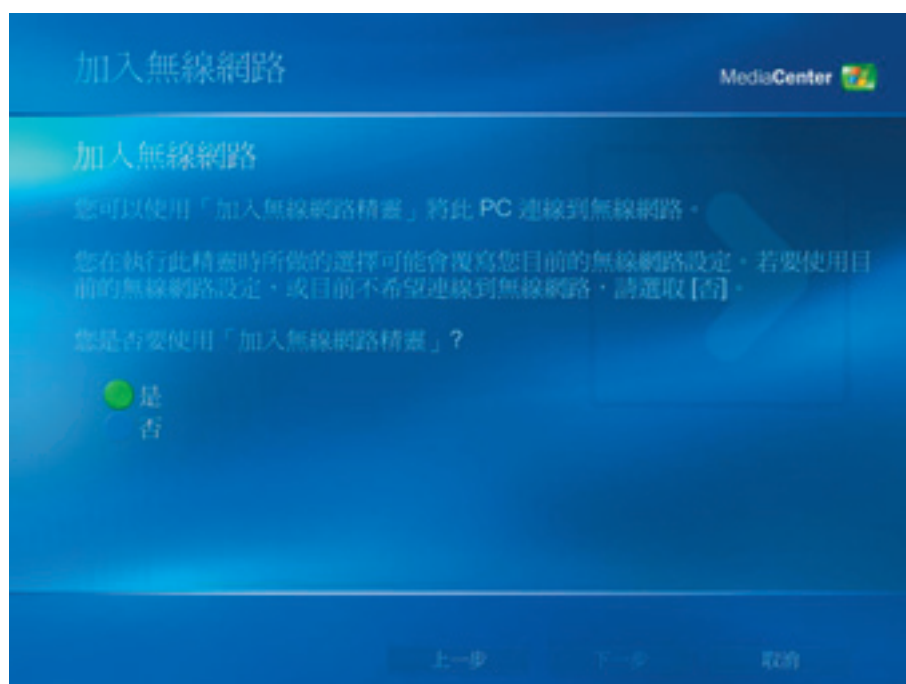 加入無線網路
MediaCenter
加入無線網路
您可以使用「加入無線網路精靈」將此 PC 連線到無線網路。
您在執行此精靈時所做的選擇可能會覆寫您目前的無線網路設定。若要使用目
前的無線網路設定，或目前不希望連線到無線網路，請選取 [否]。
您是否要使用「加入無線網路精靈」?
是
否
上一步 下一步 取消